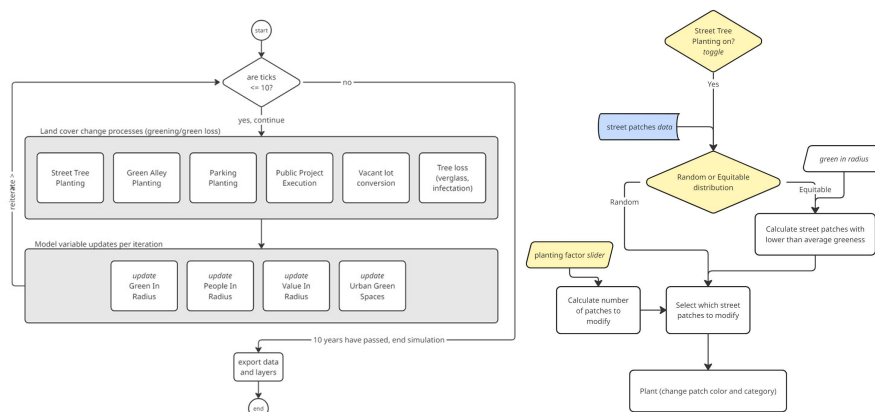 start
are ticks
<= 10?
no
yes, continue
Land cover change processes (greening/green loss)
Street Tree
Planting
Green Alley
Planting
Parking
Planting
Public Project
Execution
Vacant lot
conversion
Tree loss
(verglass,
infectation)
reiterate >
Model variable updates per iteration
update
Green In
Radius
update
People In
Radius
update
Value In
Radius
update
Urban Green
Spaces
10 years have passed, end simulation
export data
and layers
end
Street Tree
Planting on?
toggle
Yes
street patches data
green in radius
Random or Equitable
distribution
Equitable
Random
Calculate street patches with
lower than average greeness
planting factor slider
Calculate number
of patches to
modify
Select which street
patches to modify
Plant (change patch color and category)